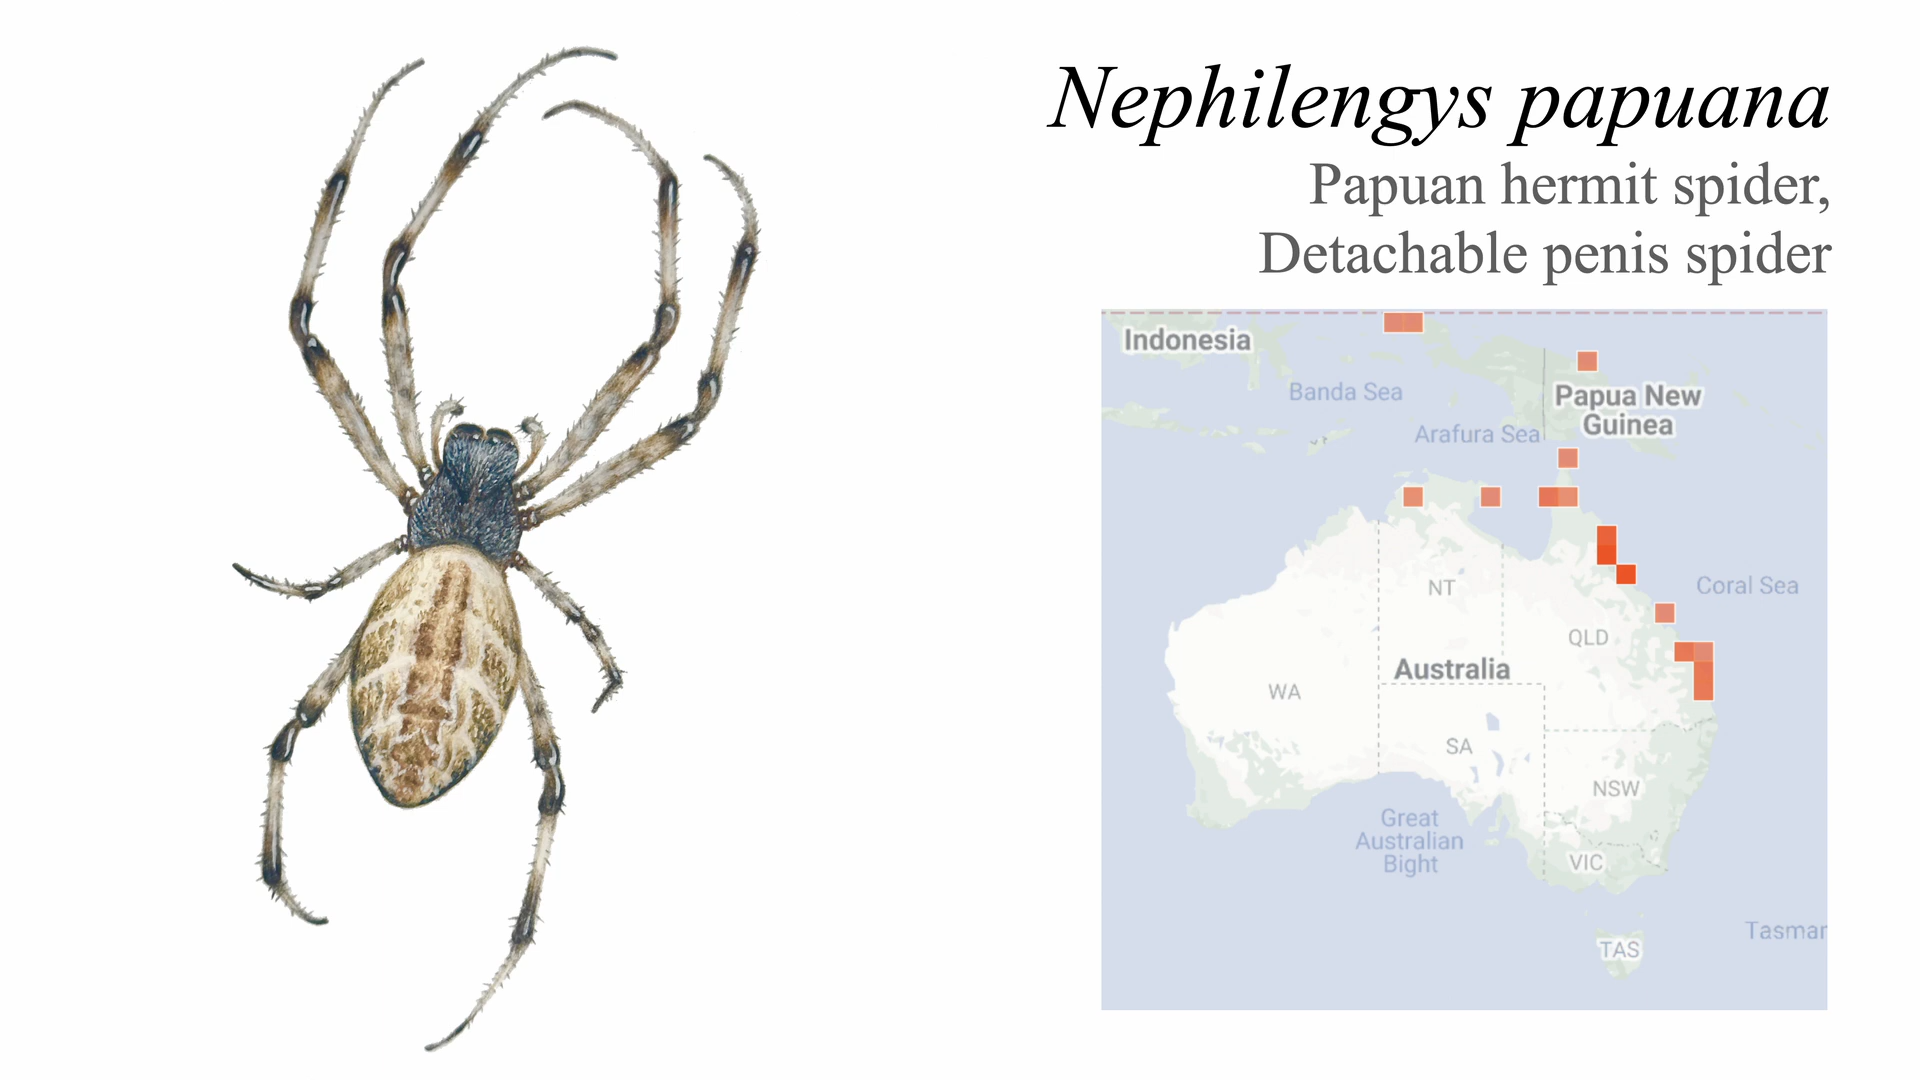 Nephilengys papuana
Papuan hermit spider,
Detachable penis spider
Indonesia
Banda Sea
Papua New
Guinea
Arafura Sea
Coral Sea
NT
QLD
Australia
WA
SA
NSW
Great
Australian
Bight
VIC
Tasmar
TAS